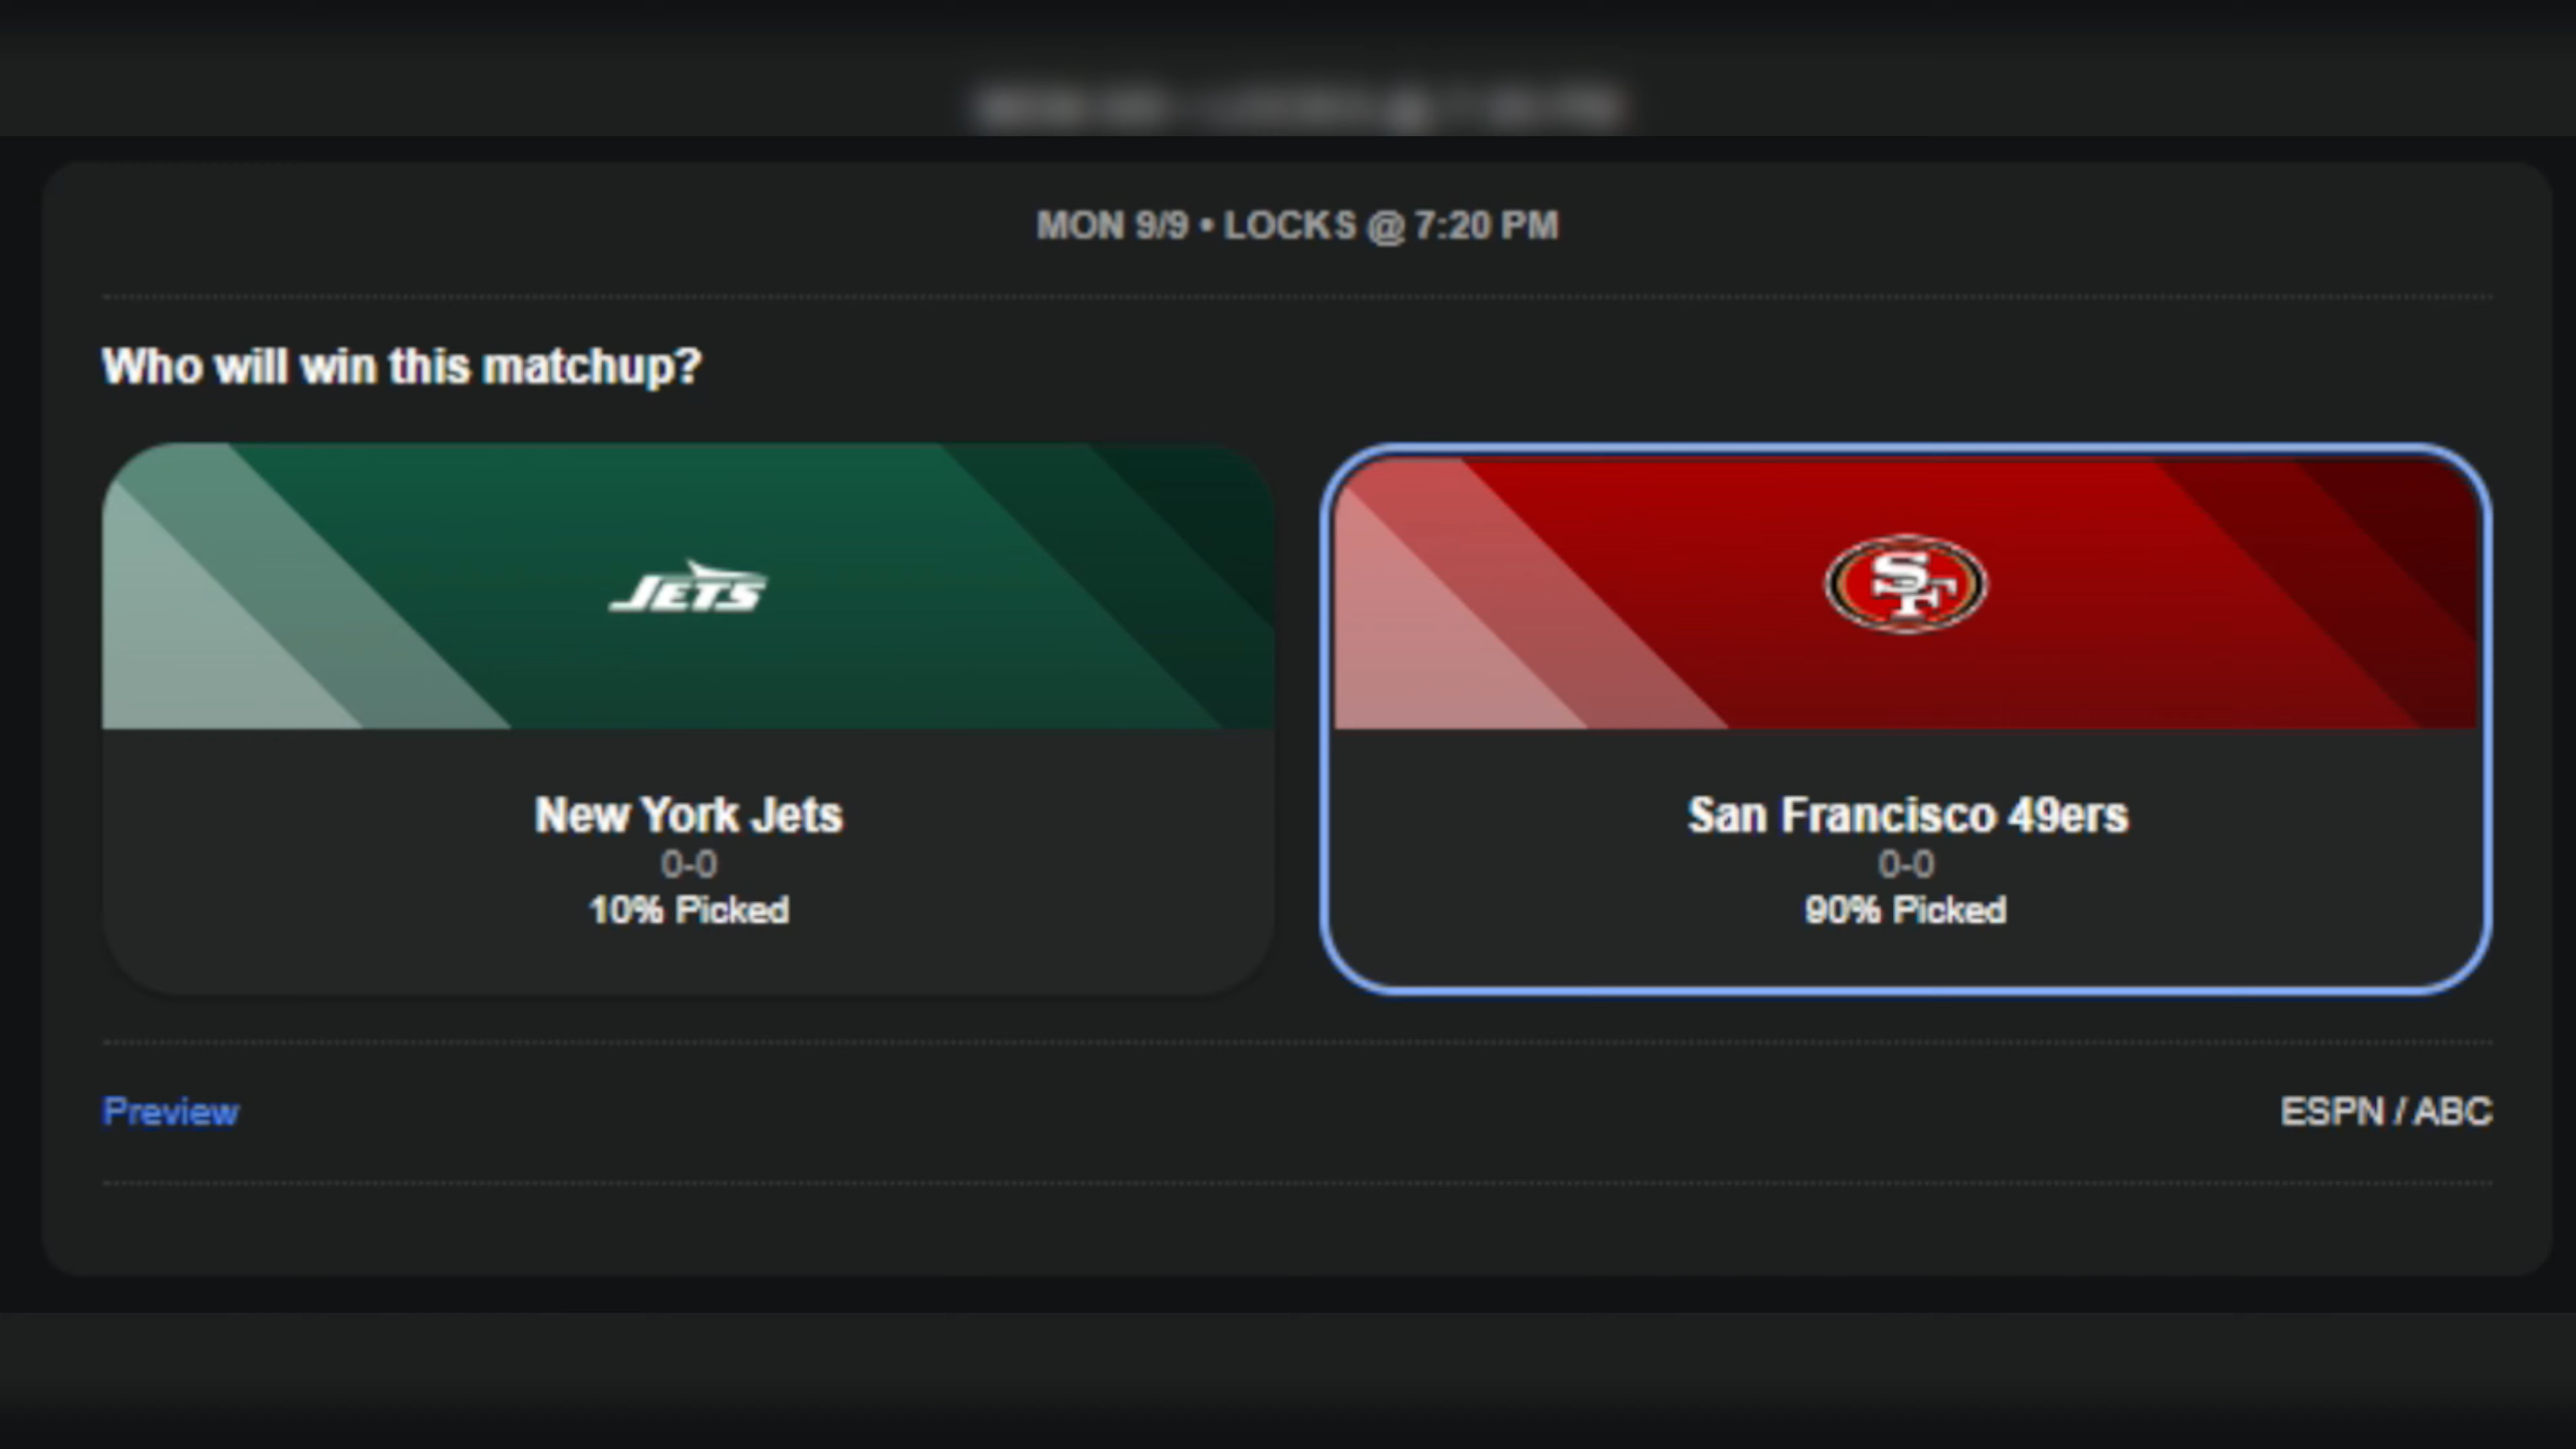 MON 9/9 • LOCKS @ 7:20 PM
Who will win this matchup?
JETS
SF
New York Jets
0-0
10% Picked
San Francisco 49ers
0-0
90% Picked
Preview
ESPN / ABC